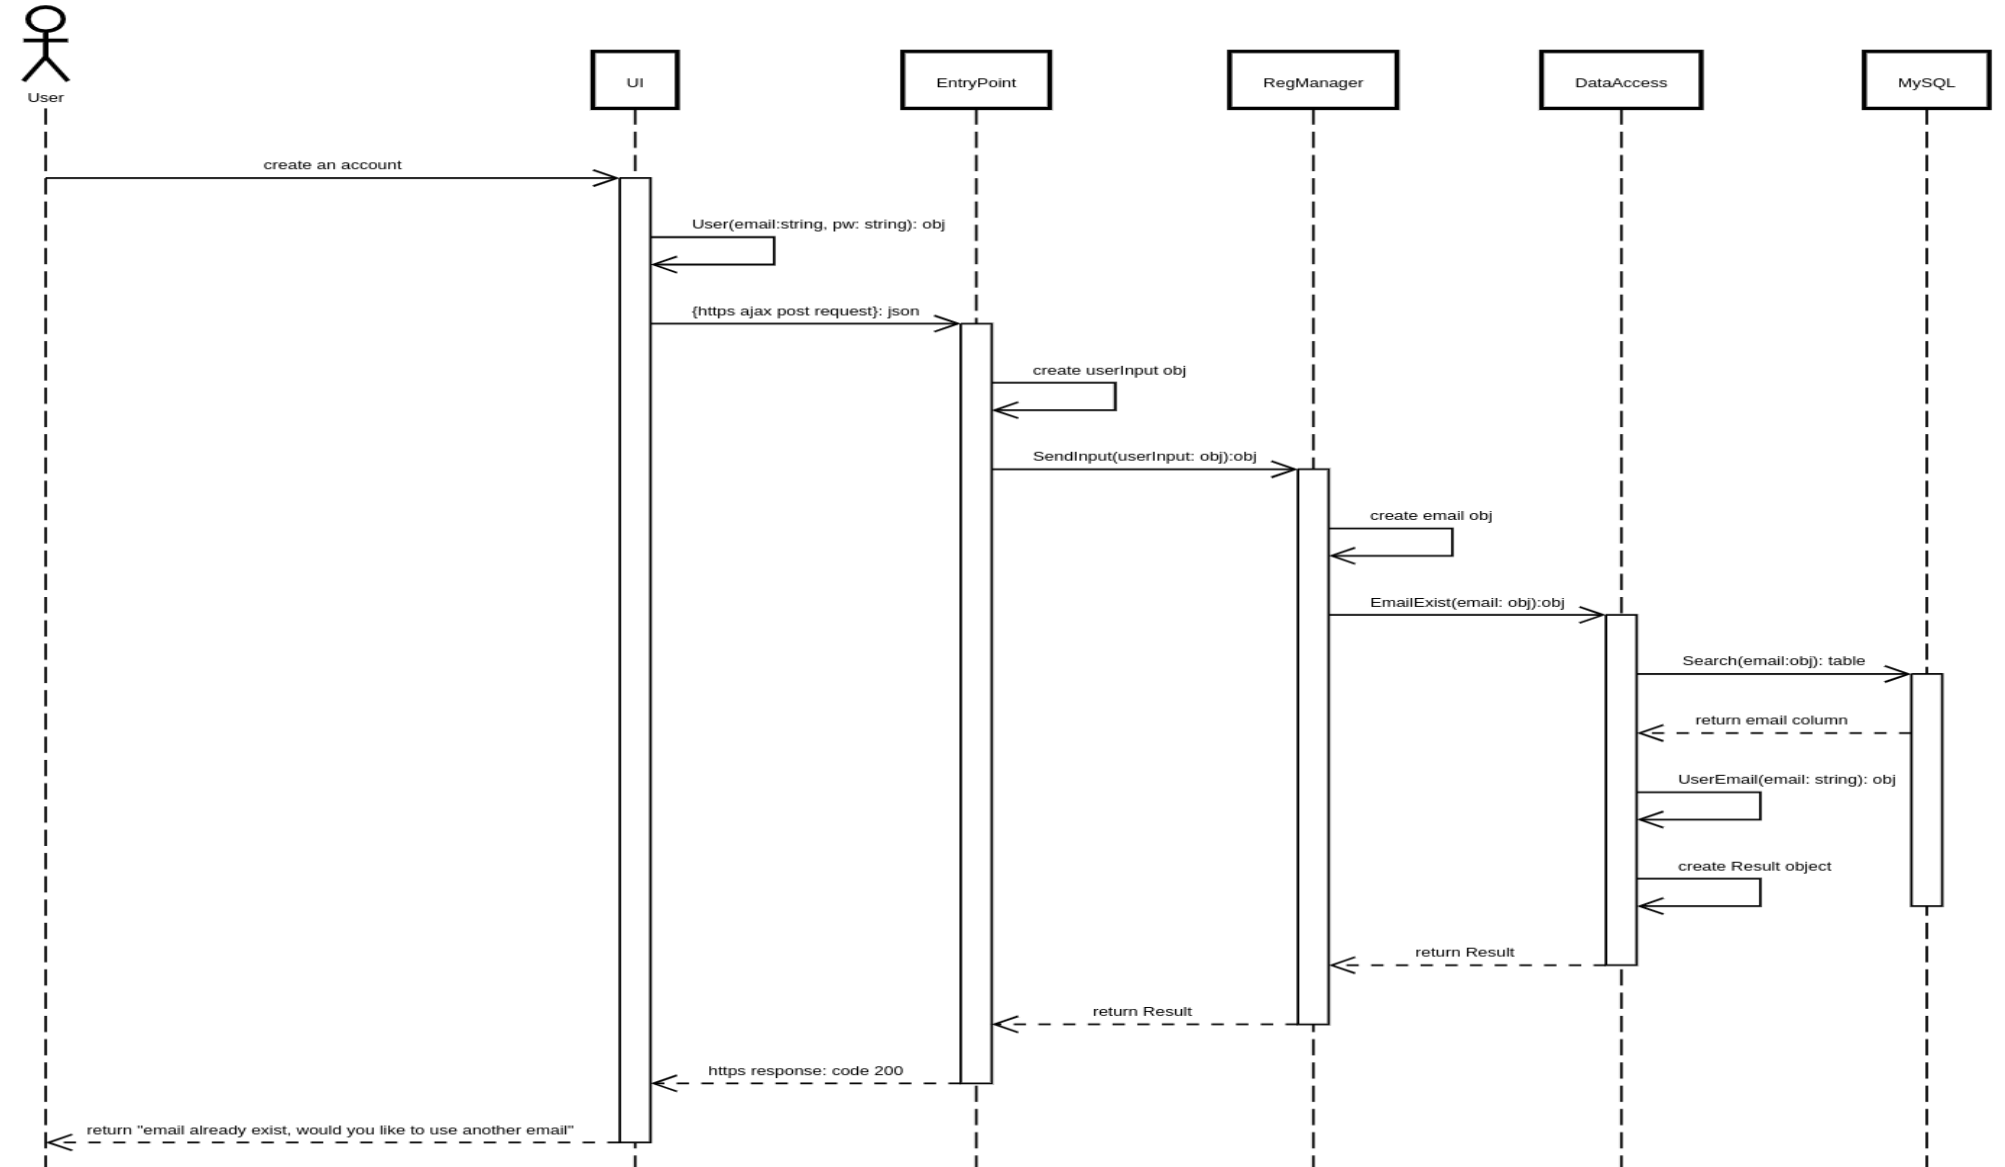 User
UI
EntryPoint
RegManager
DataAccess
MySQL
create an account
User(email:string, pw: string): obj
{https ajax post request}: json
create userInput obj
SendInput(userInput: obj):obj
create email obj
EmailExist(email: obj):obj
Search(email:obj): table
return email column
UserEmail(email: string): obj
create Result object
return Result
return Result
https response: code 200
return "email already exist, would you like to use another email"